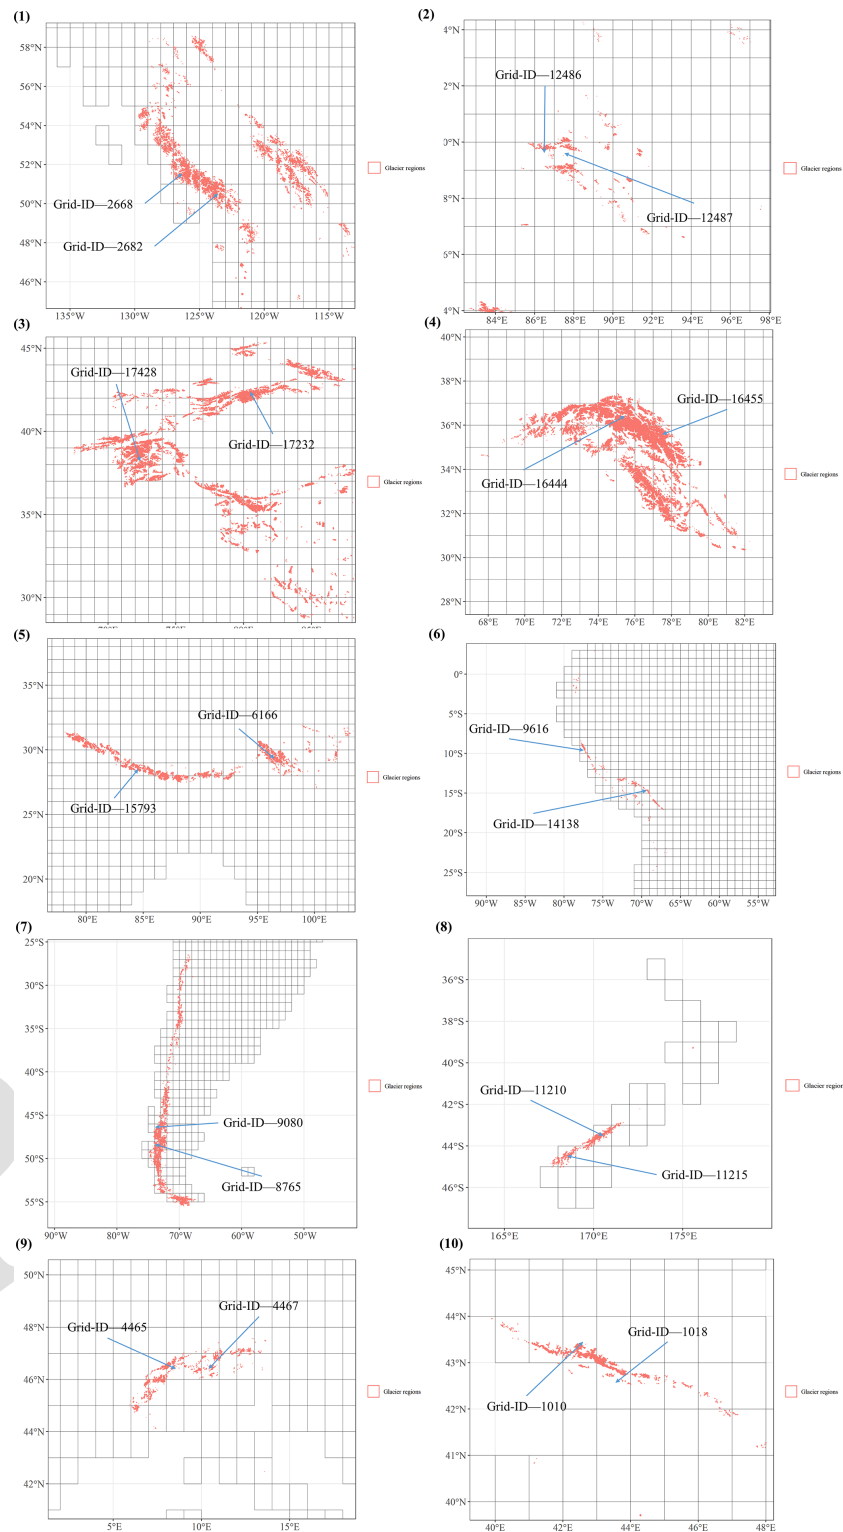 (1)
58°N
56°N
54°N
52°N
50°N
48°N
46°N
135°W
130°W
125°W
120°W
115°W
Grid-ID—2668
Grid-ID—2682
Glacier regions
(2)
4°N
2°N
0°N
8°N
6°N
4°N
84°E
86°E
88°E
90°E
92°E
94°E
96°E
98°E
Grid-ID—12486
Grid-ID—12487
Glacier regions
(3)
45°N
40°N
35°N
30°N
Grid-ID—17428
Grid-ID—17232
Glacier regions
(4)
40°N
38°N
36°N
34°N
32°N
30°N
28°N
68°E
70°E
72°E
74°E
76°E
78°E
80°E
82°E
Grid-ID—16455
Grid-ID—16444
Glacier regions
(5)
35°N
30°N
25°N
20°N
80°E
85°E
90°E
95°E
100°E
Grid-ID—6166
Grid-ID—15793
Glacier regions
(6)
0°
5°S
10°S
15°S
20°S
25°S
90°W
85°W
80°W
75°W
70°W
65°W
60°W
55°W
Grid-ID—9616
Grid-ID—14138
Glacier regions
(7)
25°S
30°S
35°S
40°S
45°S
50°S
55°S
90°W
80°W
70°W
60°W
50°W
Grid-ID—9080
Grid-ID—8765
Glacier regions
(8)
36°S
38°S
40°S
42°S
44°S
46°S
165°E
170°E
175°E
Grid-ID—11210
Grid-ID—11215
Glacier region
(9)
50°N
48°N
46°N
44°N
42°N
5°E
10°E
15°E
Grid-ID—4467
Grid-ID—4465
Glacier regions
(10)
45°N
44°N
43°N
42°N
41°N
40°N
40°E
42°E
44°E
46°E
48°E
Grid-ID—1018
Grid-ID—1010
Glacier regions